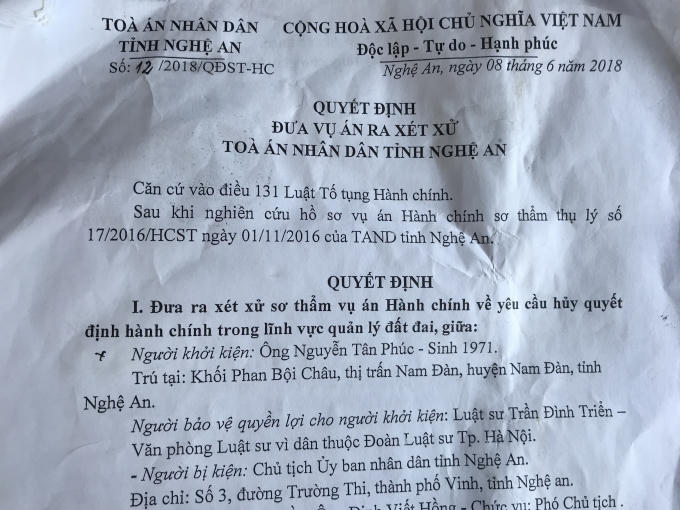 TOÀ ÁN NHÂN DÂN
TỈNH NGHỆ AN
Số: 12/2018/QĐST-HC
CỘNG HOÀ XÃ HỘI CHỦ NGHĨA VIỆT NAM
Độc lập - Tự do - Hạnh phúc
Nghệ An, ngày 08 tháng 6 năm 2018
QUYẾT ĐỊNH
ĐƯA VỤ ÁN RA XÉT XỬ
TOÀ ÁN NHÂN DÂN TỈNH NGHỆ AN
Căn cứ vào điều 131 Luật Tố tụng Hành chính.
Sau khi nghiên cứu hồ sơ vụ án Hành chính sơ thẩm thụ lý số
17/2016/HCST ngày 01/11/2016 của TAND tỉnh Nghệ An.
QUYẾT ĐỊNH
I. Đưa ra xét xử sơ thẩm vụ án Hành chính về yêu cầu hủy quyết
định hành chính trong lĩnh vực quản lý đất đai, giữa:
Người khởi kiện: Ông Nguyễn Tân Phúc - Sinh 1971.
Trú tại: Khối Phan Bội Châu, thị trấn Nam Đàn, huyện Nam Đàn, tỉnh
Nghệ An.
Người bảo vệ quyền lợi cho người khởi kiện: Luật sư Trần Đình Triển –
Văn phòng Luật sư vì dân thuộc Đoàn Luật sư Tp. Hà Nội.
- Người bị kiện: Chủ tịch Ủy ban nhân dân tỉnh Nghệ An.
Địa chỉ: Số 3, đường Trường Thi, thành phố Vinh, tỉnh Nghệ an.
Đinh Viết Hồng - Chức vụ: Phó Chủ tịch .